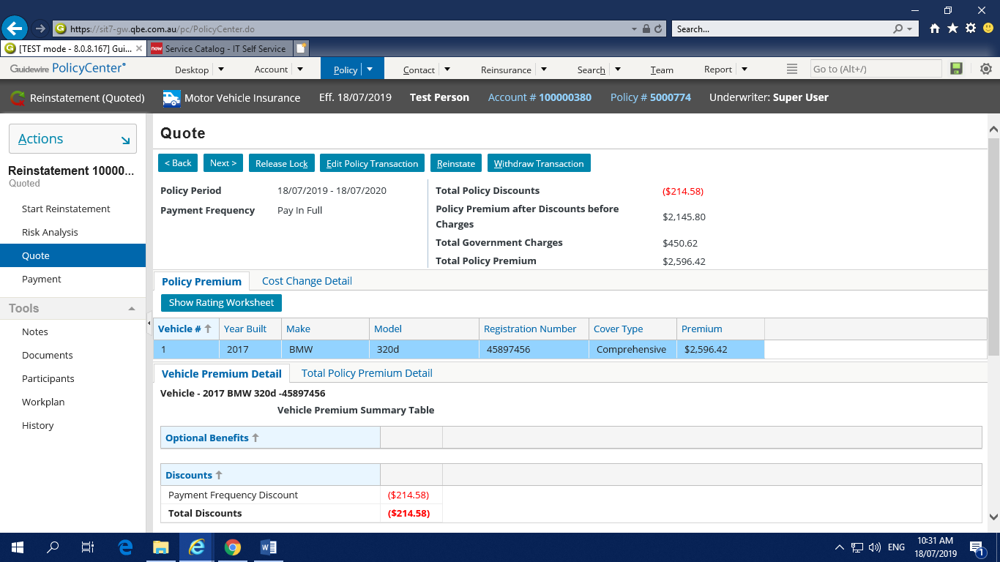 https://sit7-gw.qbe.com.au/pc/PolicyCenter.do
Search...
[TEST mode - 8.0.8.167] Gui...
now Service Catalog - IT Self Service
Guidewire PolicyCenter®
Desktop Account Policy Contact Reinsurance Search Team Report
Go to (Alt+/)
Reinstatement (Quoted) Motor Vehicle Insurance Eff. 18/07/2019 Test Person Account # 100000380 Policy # 5000774 Underwriter: Super User
Actions
Reinstatement 10000...
Quoted
Start Reinstatement
Risk Analysis
Quote
Payment
Tools
Notes
Documents
Participants
Workplan
History
Quote
< Back Next > Release Lock Edit Policy Transaction Reinstate Withdraw Transaction
Policy Period 18/07/2019 - 18/07/2020
Payment Frequency Pay In Full
Total Policy Discounts ($214.58)
Policy Premium after Discounts before
Charges $2,145.80
Total Government Charges $450.62
Total Policy Premium $2,596.42
Policy Premium Cost Change Detail
Show Rating Worksheet
Vehicle # Year Built Make Model Registration Number Cover Type Premium
1 2017 BMW 320d 45897456 Comprehensive $2,596.42
Vehicle Premium Detail Total Policy Premium Detail
Vehicle - 2017 BMW 320d -45897456
Vehicle Premium Summary Table
Optional Benefits
Discounts
Payment Frequency Discount ($214.58)
Total Discounts ($214.58)
ENG
10:31 AM
18/07/2019
1